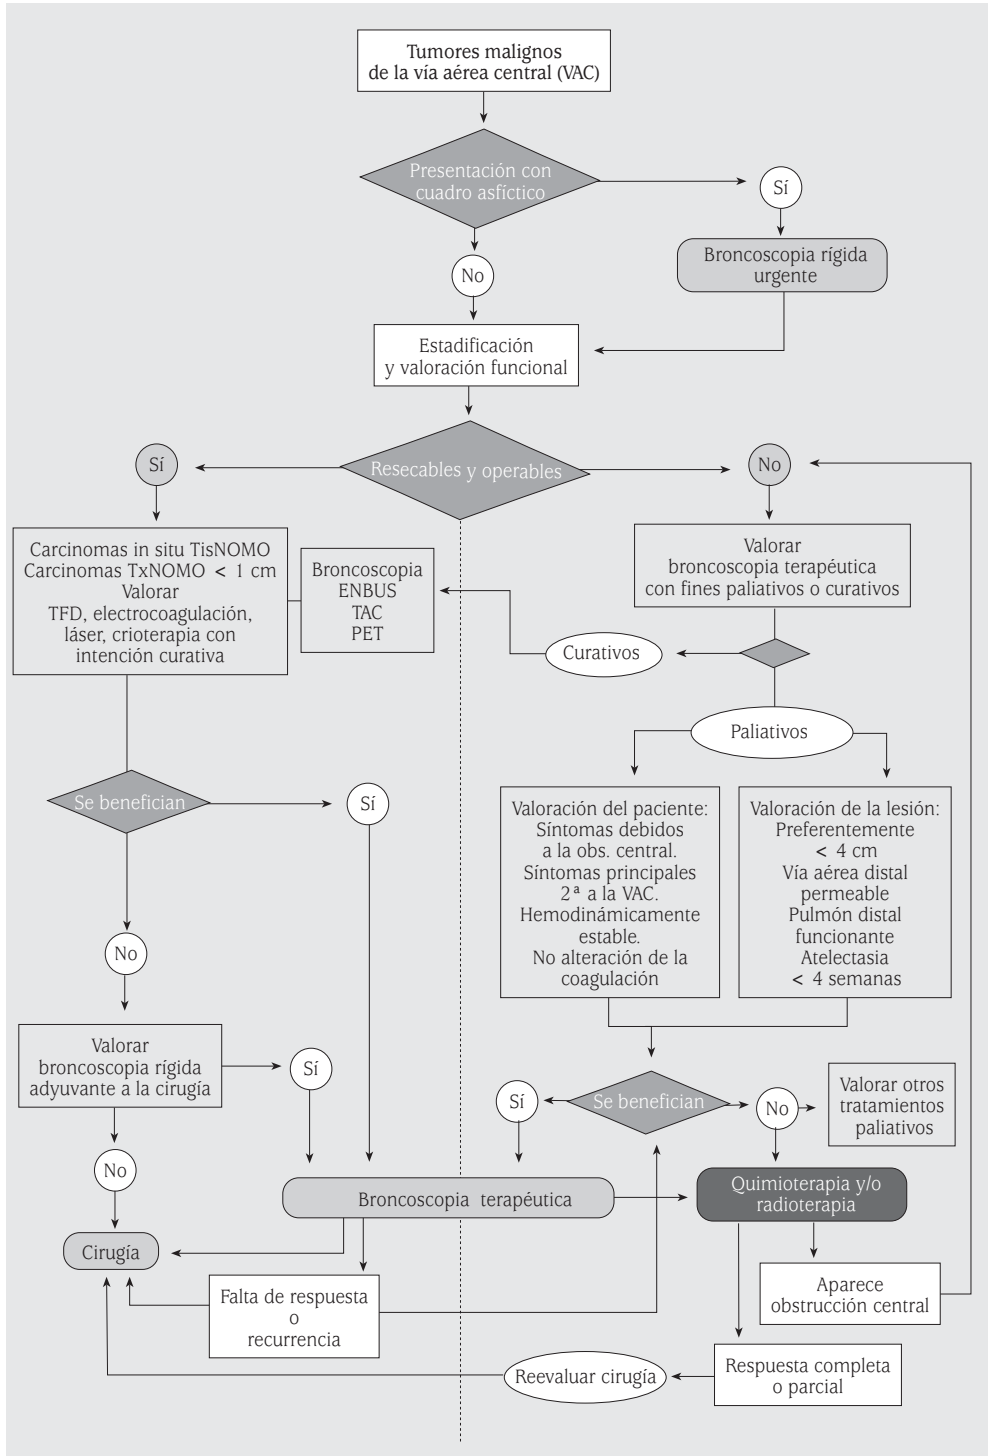 Tumores malignos
de la vía aérea central (VAC)
Presentación con
cuadro asfíctico
Sí
Broncoscopia rígida
urgente
No
Estadificación
y valoración funcional
Resecables y operables
Sí
No
Carcinomas in situ TisNOMO
Carcinomas TxNOMO < 1 cm
Valorar
TFD, electrocoagulación,
láser, crioterapia con
intención curativa
Broncoscopia
ENBUS
TAC
PET
Valorar
broncoscopia terapéutica
con fines paliativos o curativos
Curativos
Paliativos
Se benefician
Sí
Valoración del paciente:
Síntomas debidos
a la obs. central.
Síntomas principales
2ª a la VAC.
Hemodinámicamente
estable.
No alteración de la
coagulación
Valoración de la lesión:
Preferentemente
< 4 cm
Vía aérea distal
permeable
Pulmón distal
funcionante
Atelectasia
< 4 semanas
No
Valorar
broncoscopia rígida
adyuvante a la cirugía
Sí
Sí
Se benefician
No
Valorar otros
tratamientos
paliativos
No
Broncoscopia terapéutica
Quimioterapia y/o
radioterapia
Cirugía
Falta de respuesta
o
recurrencia
Aparece
obstrucción central
Reevaluar cirugía
Respuesta completa
o parcial